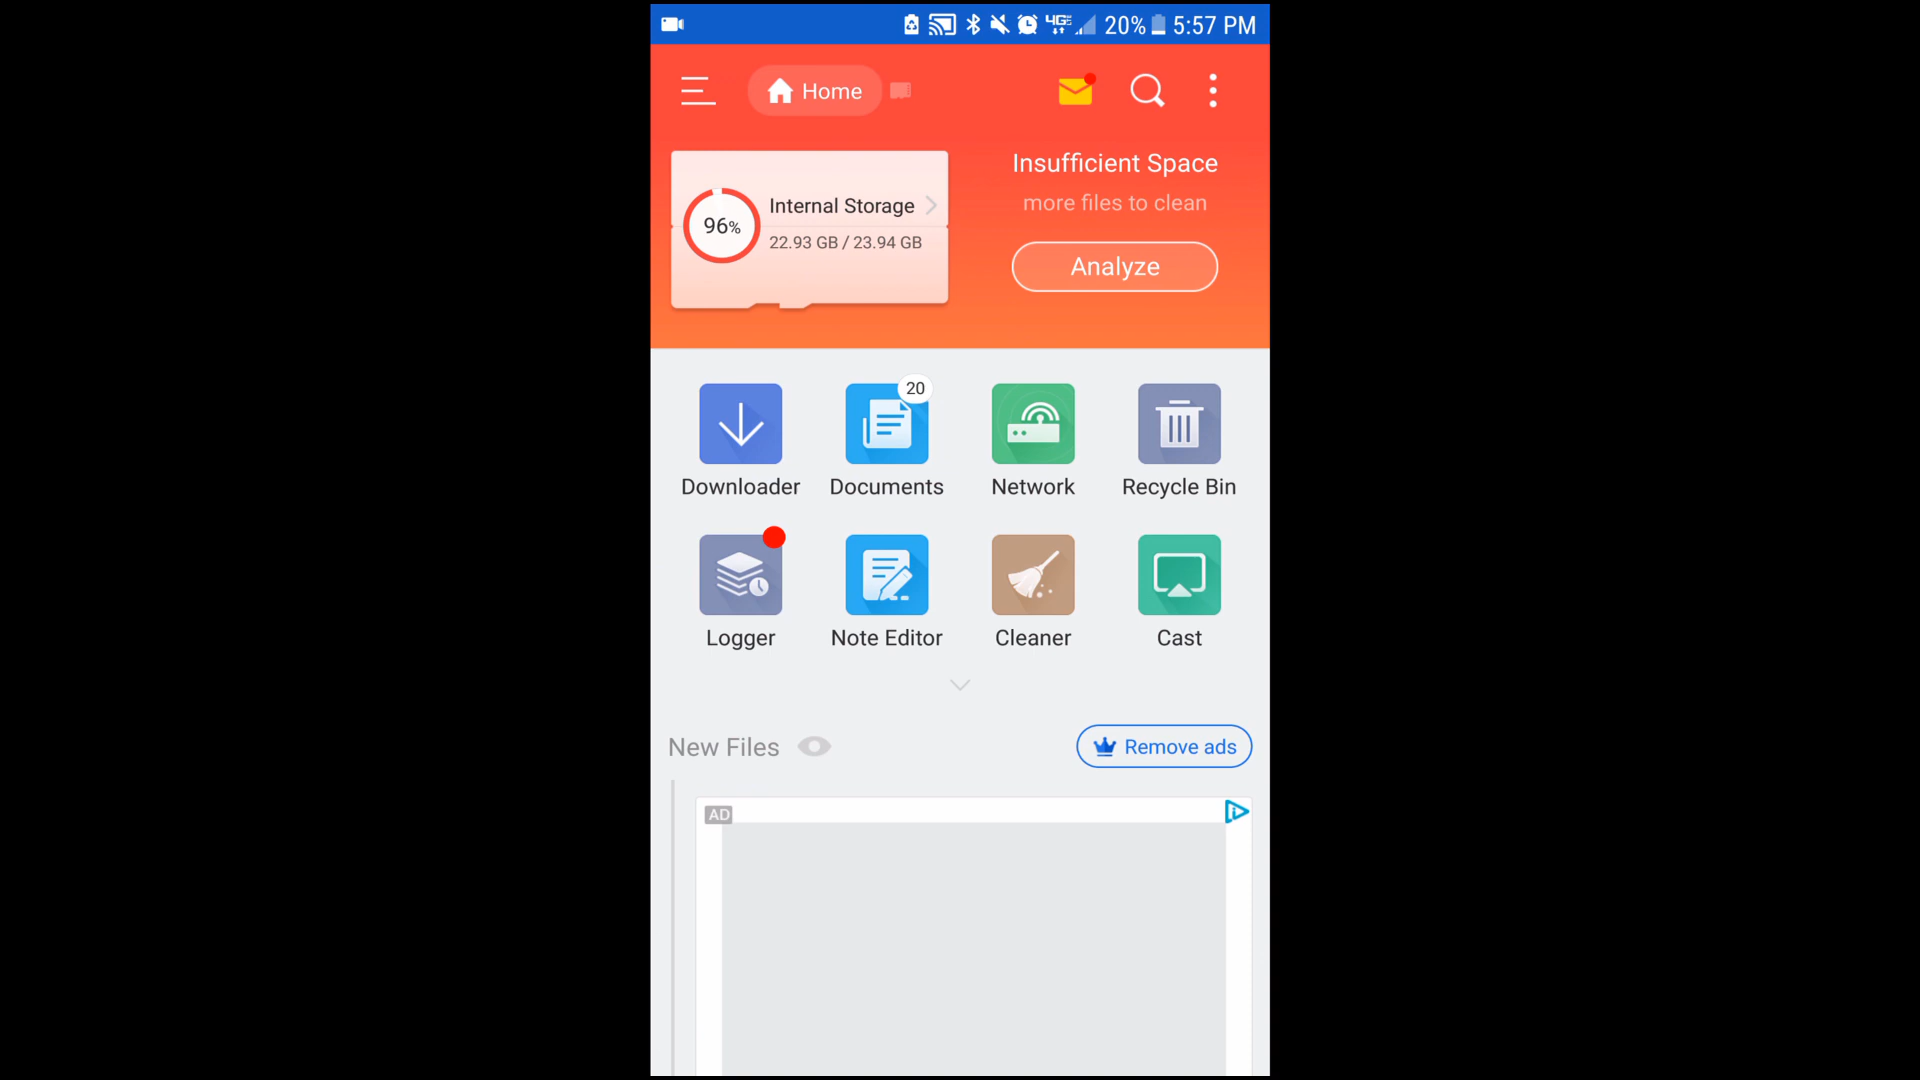 20% 5:57 PM
Home
Insufficient Space
more files to clean
96%
Internal Storage
22.93 GB / 23.94 GB
Analyze
20
Downloader
Documents
Network
Recycle Bin
Logger
Note Editor
Cleaner
Cast
New Files
Remove ads
AD